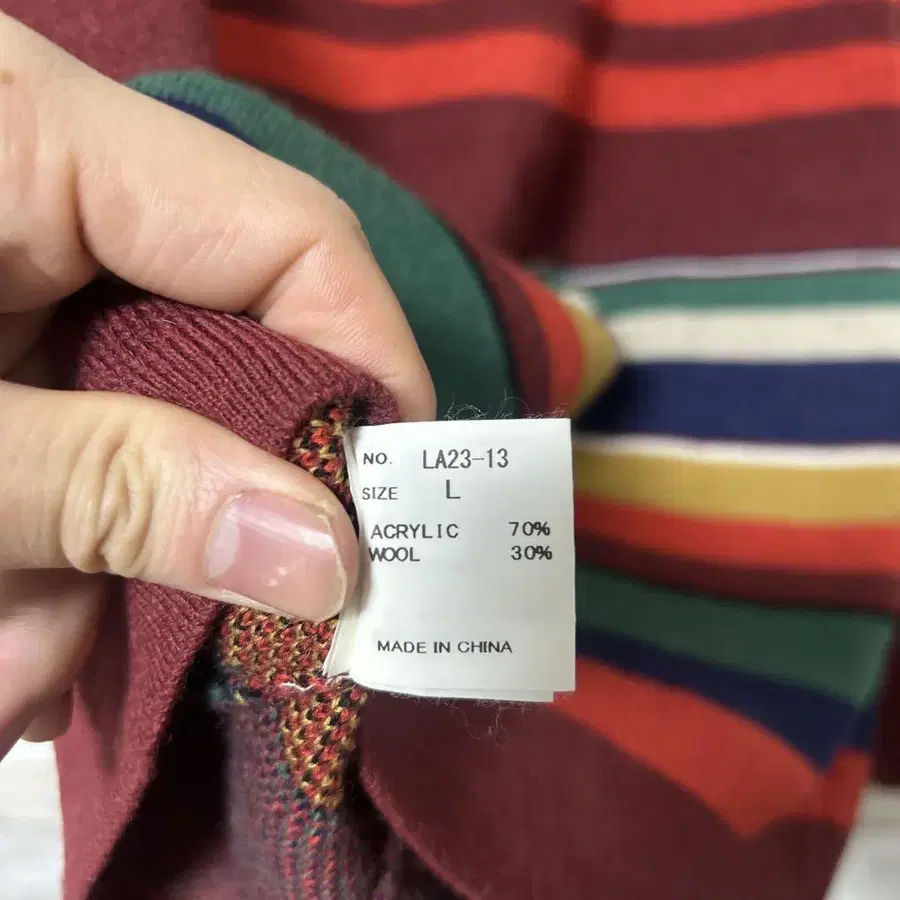 NO. LA23-13
SIZE L
ACRYLIC 70%
WOOL 30%
MADE IN CHINA